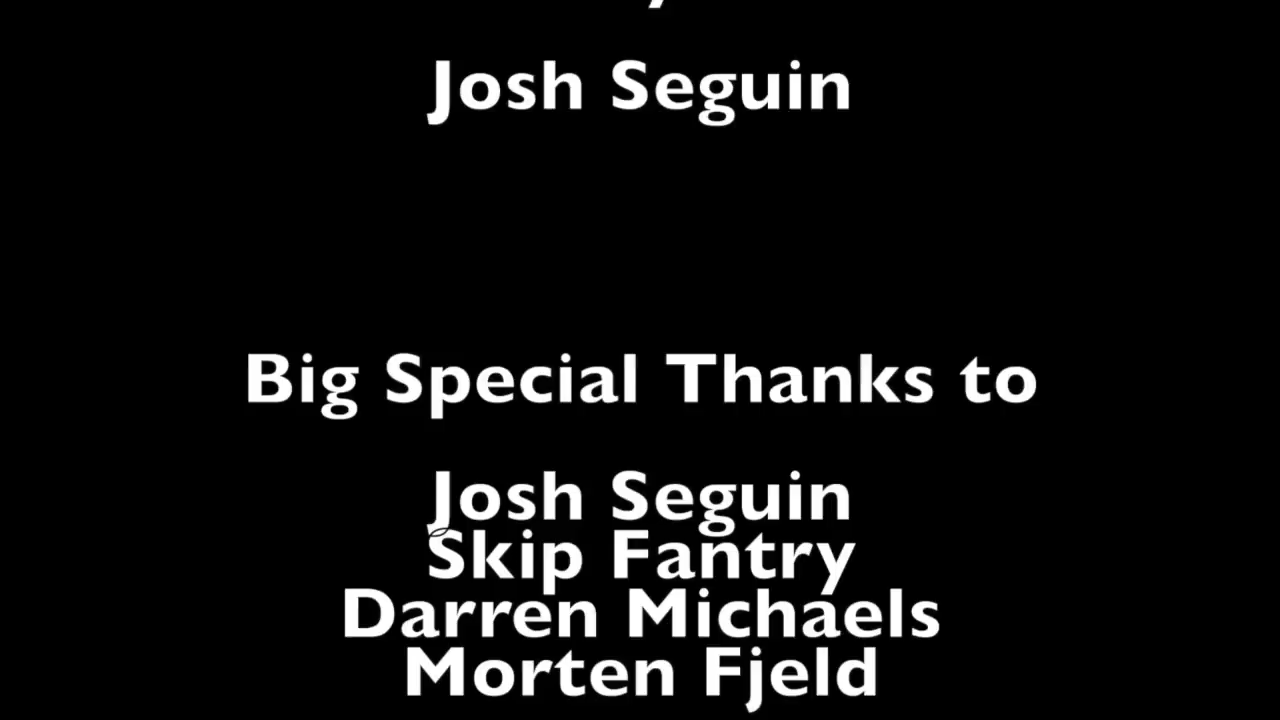 Josh Seguin
Big Special Thanks to
Josh Seguin
Skip Fantry
Darren Michaels
Morten Fjeld